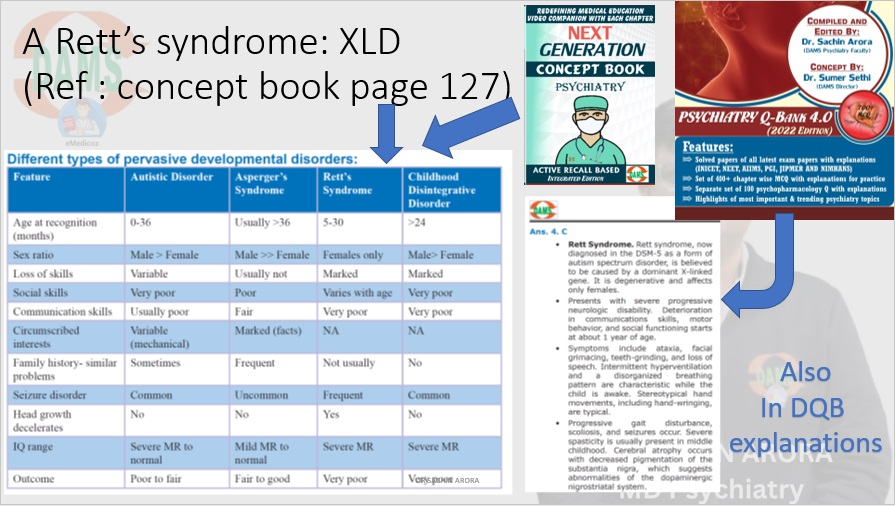 A Rett's syndrome: XLD
(Ref : concept book page 127)
DAMS
eMedicoz
REDEFINING MEDICAL EDUCATION
VIDEO COMPANION WITH EACH CHAPTER
NEXT
GENERATION
CONCEPT BOOK
PSYCHIATRY
ACTIVE RECALL BASED
INTEGRATED EDITION
DAMS
COMPILED AND
EDITED BY:
Dr. Sachin Arora
(DAMS Psychiatry Faculty)
CONCEPT BY:
Dr. Sumer Sethi
(DAMS Director)
PSYCHIATRY Q-BANK 4.0
(2022 EDITION)
Features:
Solved papers of all latest exam papers with explanations
(INICET, NEET, AIIMS, PGI, JIPMER AND NIMHANS)
Set of 400+ chapter wise MCQ with explanations for practice
Separate set of 100 psychopharmacology Q with explanations
Highlights of most important & trending psychiatry topics
Different types of pervasive developmental disorders:
Feature Autistic Disorder Asperger's Syndrome Rett's Syndrome Childhood Disintegrative Disorder
Age at recognition (months) 0-36 Usually >36 5-30 >24
Sex ratio Male > Female Male >> Female Females only Male> Female
Loss of skills Variable Usually not Marked Marked
Social skills Very poor Poor Varies with age Very poor
Communication skills Usually poor Fair Very poor Very poor
Circumscribed interests Variable (mechanical) Marked (facts) NA NA
Family history- similar problems Sometimes Frequent Not usually No
Seizure disorder Common Uncommon Frequent Common
Head growth decelerates No No Yes No
IQ range Severe MR to normal Mild MR to normal Severe MR Severe MR
Outcome Poor to fair Fair to good Very poor Very poor
DAMS
Ans. 4. C
Rett Syndrome. Rett syndrome, now
diagnosed in the DSM-5 as a form of
autism spectrum disorder, is believed
to be caused by a dominant X-linked
gene. It is degenerative and affects
only females.
Presents with severe progressive
neurologic disability. Deterioration
in communications skills, motor
behavior, and social functioning starts
at about 1 year of age.
Symptoms include ataxia, facial
grimacing, teeth-grinding, and loss of
speech. Intermittent hyperventilation
and a disorganized breathing
pattern are characteristic while the
child is awake. Stereotypical hand
movements, including hand-wringing,
are typical.
Progressive gait disturbance,
scoliosis, and seizures occur. Severe
spasticity is usually present in middle
childhood. Cerebral atrophy occurs
with decreased pigmentation of the
substantia nigra, which suggests
abnormalities of the dopaminergic
nigrostriatal system.
Also
In DQB
explanations
DAMS
ARORA
MD Psychiatry